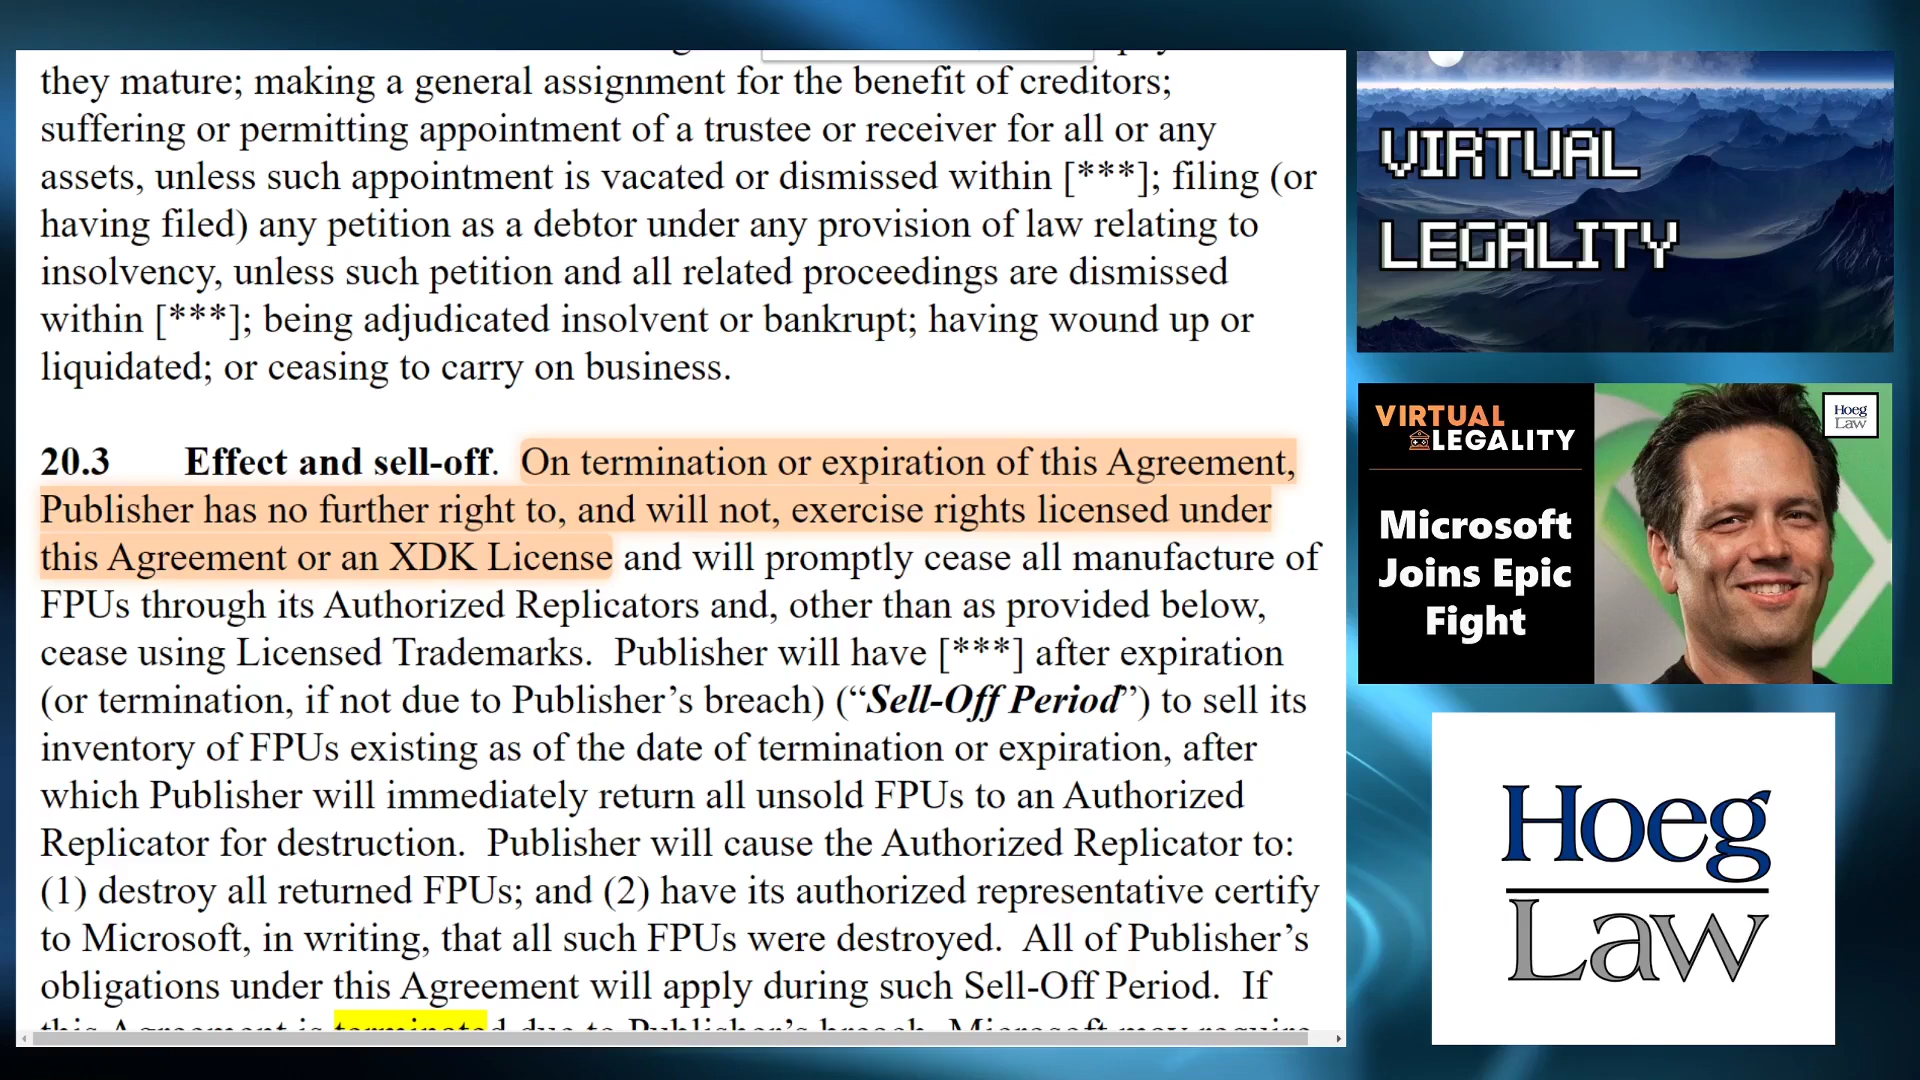 they mature; making a general assignment for the benefit of creditors;
suffering or permitting appointment of a trustee or receiver for all or any
assets, unless such appointment is vacated or dismissed within [***]; filing (or
having filed) any petition as a debtor under any provision of law relating to
insolvency, unless such petition and all related proceedings are dismissed
within [***]; being adjudicated insolvent or bankrupt; having wound up or
liquidated; or ceasing to carry on business.
20.3 Effect and sell-off. On termination or expiration of this Agreement,
Publisher has no further right to, and will not, exercise rights licensed under
this Agreement or an XDK License and will promptly cease all manufacture of
FPUs through its Authorized Replicators and, other than as provided below,
cease using Licensed Trademarks. Publisher will have [***] after expiration
(or termination, if not due to Publisher’s breach) (“Sell-Off Period”) to sell its
inventory of FPUs existing as of the date of termination or expiration, after
which Publisher will immediately return all unsold FPUs to an Authorized
Replicator for destruction. Publisher will cause the Authorized Replicator to:
(1) destroy all returned FPUs; and (2) have its authorized representative certify
to Microsoft, in writing, that all such FPUs were destroyed. All of Publisher’s
obligations under this Agreement will apply during such Sell-Off Period. If
this Agreement is terminated due to Publisher’s breach, Microsoft may require
VIRTUAL
LEGALITY
VIRTUAL
LEGALITY
Microsoft
Joins Epic
Fight
Hoeg
Law
Hoeg
Law